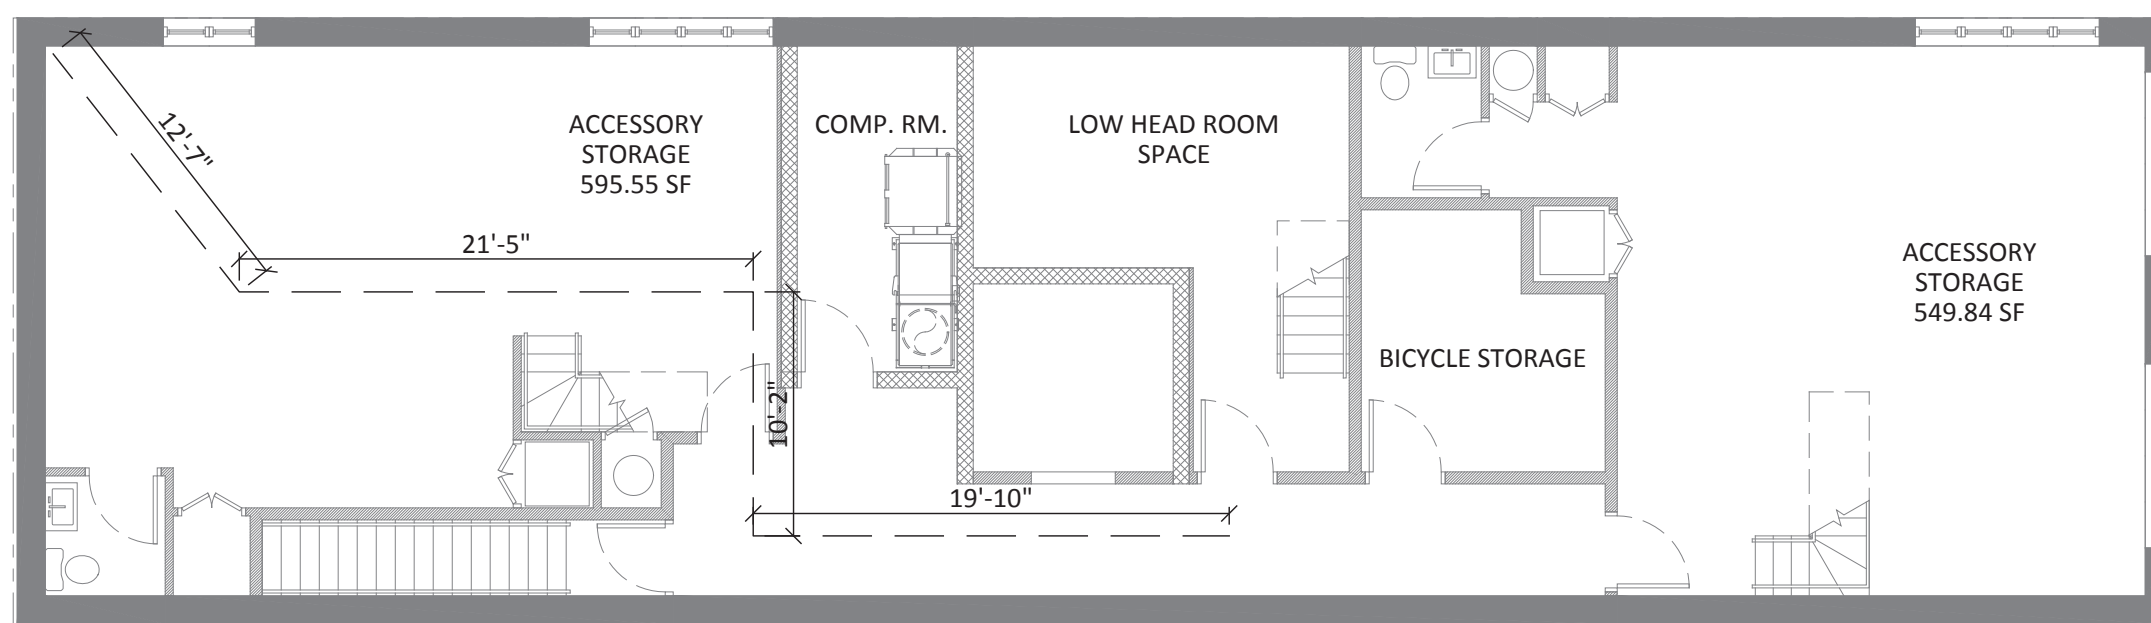 12'-7"
ACCESSORY
STORAGE
595.55 SF
COMP. RM.
LOW HEAD ROOM
SPACE
21'-5"
ACCESSORY
STORAGE
549.84 SF
BICYCLE STORAGE
10'-2"
19'-10"